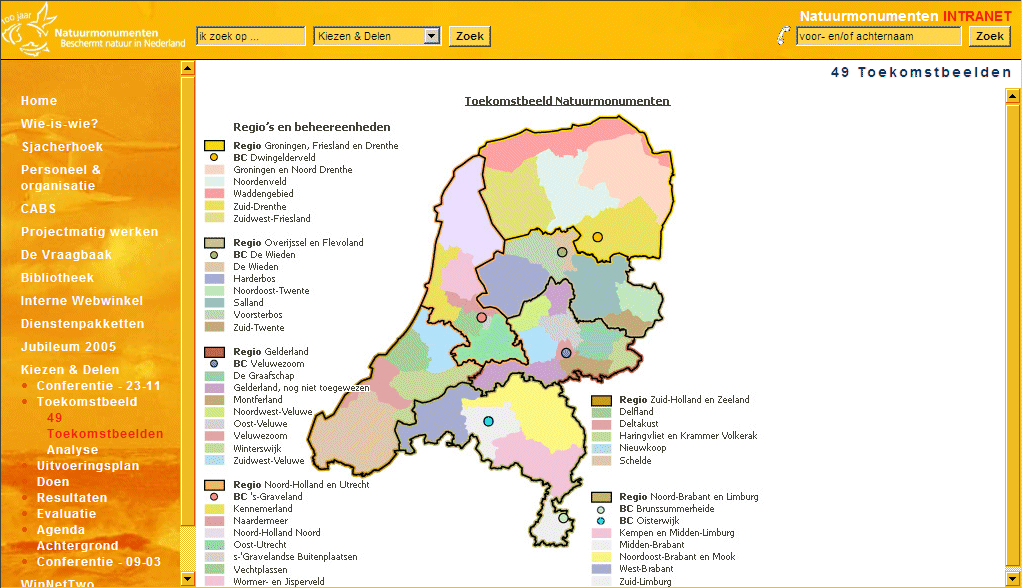 100 jaar
Natuurmonumenten
Beschermt natuur in Nederland
ik zoek op ...
Kiezen & Delen
Zoek
Natuurmonumenten INTRANET
voor- en/of achternaam
Zoek
49 Toekomstbeelden
Home
Wie-is-wie?
Sjacherhoek
Personeel &
organisatie
CABS
Projectmatig werken
De Vraagbaak
Bibliotheek
Interne Webwinkel
Dienstenpakketten
Jubileum 2005
Kiezen & Delen
Conferentie - 23-11
Toekomstbeeld
49
Toekomstbeelden
Analyse
Uitvoeringsplan
Doen
Resultaten
Evaluatie
Agenda
Achtergrond
Conferentie - 09-03
WinNetTwo
Toekomstbeeld Natuurmonumenten
Regio's en beheereenheden
Regio Groningen, Friesland en Drenthe
BC Dwingelderveld
Groningen en Noord Drenthe
Noordenveld
Waddengebied
Zuid-Drenthe
Zuidwest-Friesland
Regio Overijssel en Flevoland
BC De Wieden
De Wieden
Harderbos
Noordoost-Twente
Salland
Voorsterbos
Zuid-Twente
Regio Gelderland
BC Veluwezoom
De Graafschap
Gelderland, nog niet toegewezen
Montferland
Noordwest-Veluwe
Oost-Veluwe
Veluwezoom
Winterswijk
Zuidwest-Veluwe
Regio Noord-Holland en Utrecht
BC 's-Graveland
Kennemerland
Naardermeer
Noord-Holland Noord
Oost-Utrecht
s-'Gravelandse Buitenplaatsen
Vechtplassen
Wormer- en Jisperveld
Regio Zuid-Holland en Zeeland
Delfland
Deltakust
Haringvliet en Krammer Volkerak
Nieuwkoop
Schelde
Regio Noord-Brabant en Limburg
BC Brunssummerheide
BC Oisterwijk
Kempen en Midden-Limburg
Midden-Brabant
Noordoost-Brabant en Mook
West-Brabant
Zuid-Limburg